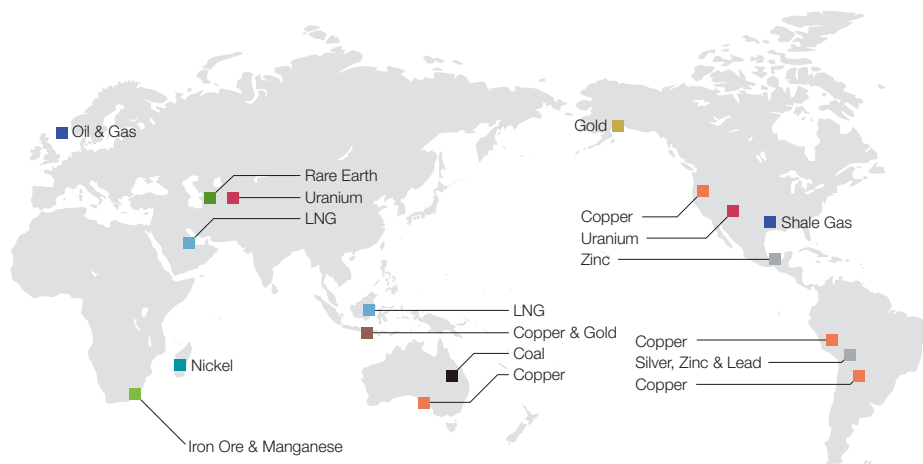 Oil & Gas
Rare Earth
Uranium
LNG
Nickel
Iron Ore & Manganese
LNG
Copper & Gold
Coal
Copper
Gold
Copper
Uranium
Shale Gas
Zinc
Copper
Silver, Zinc & Lead
Copper